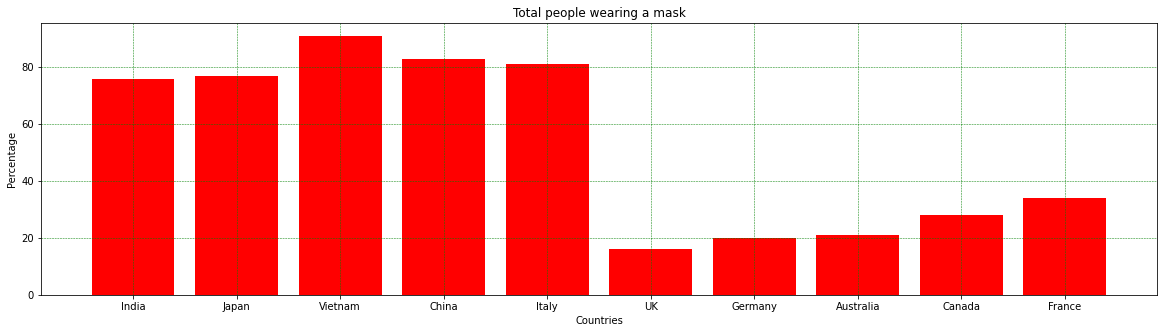 Total people wearing a mask
Percentage
80
60
40
20
0
India Japan Vietnam China Italy UK Germany Australia Canada France
Countries